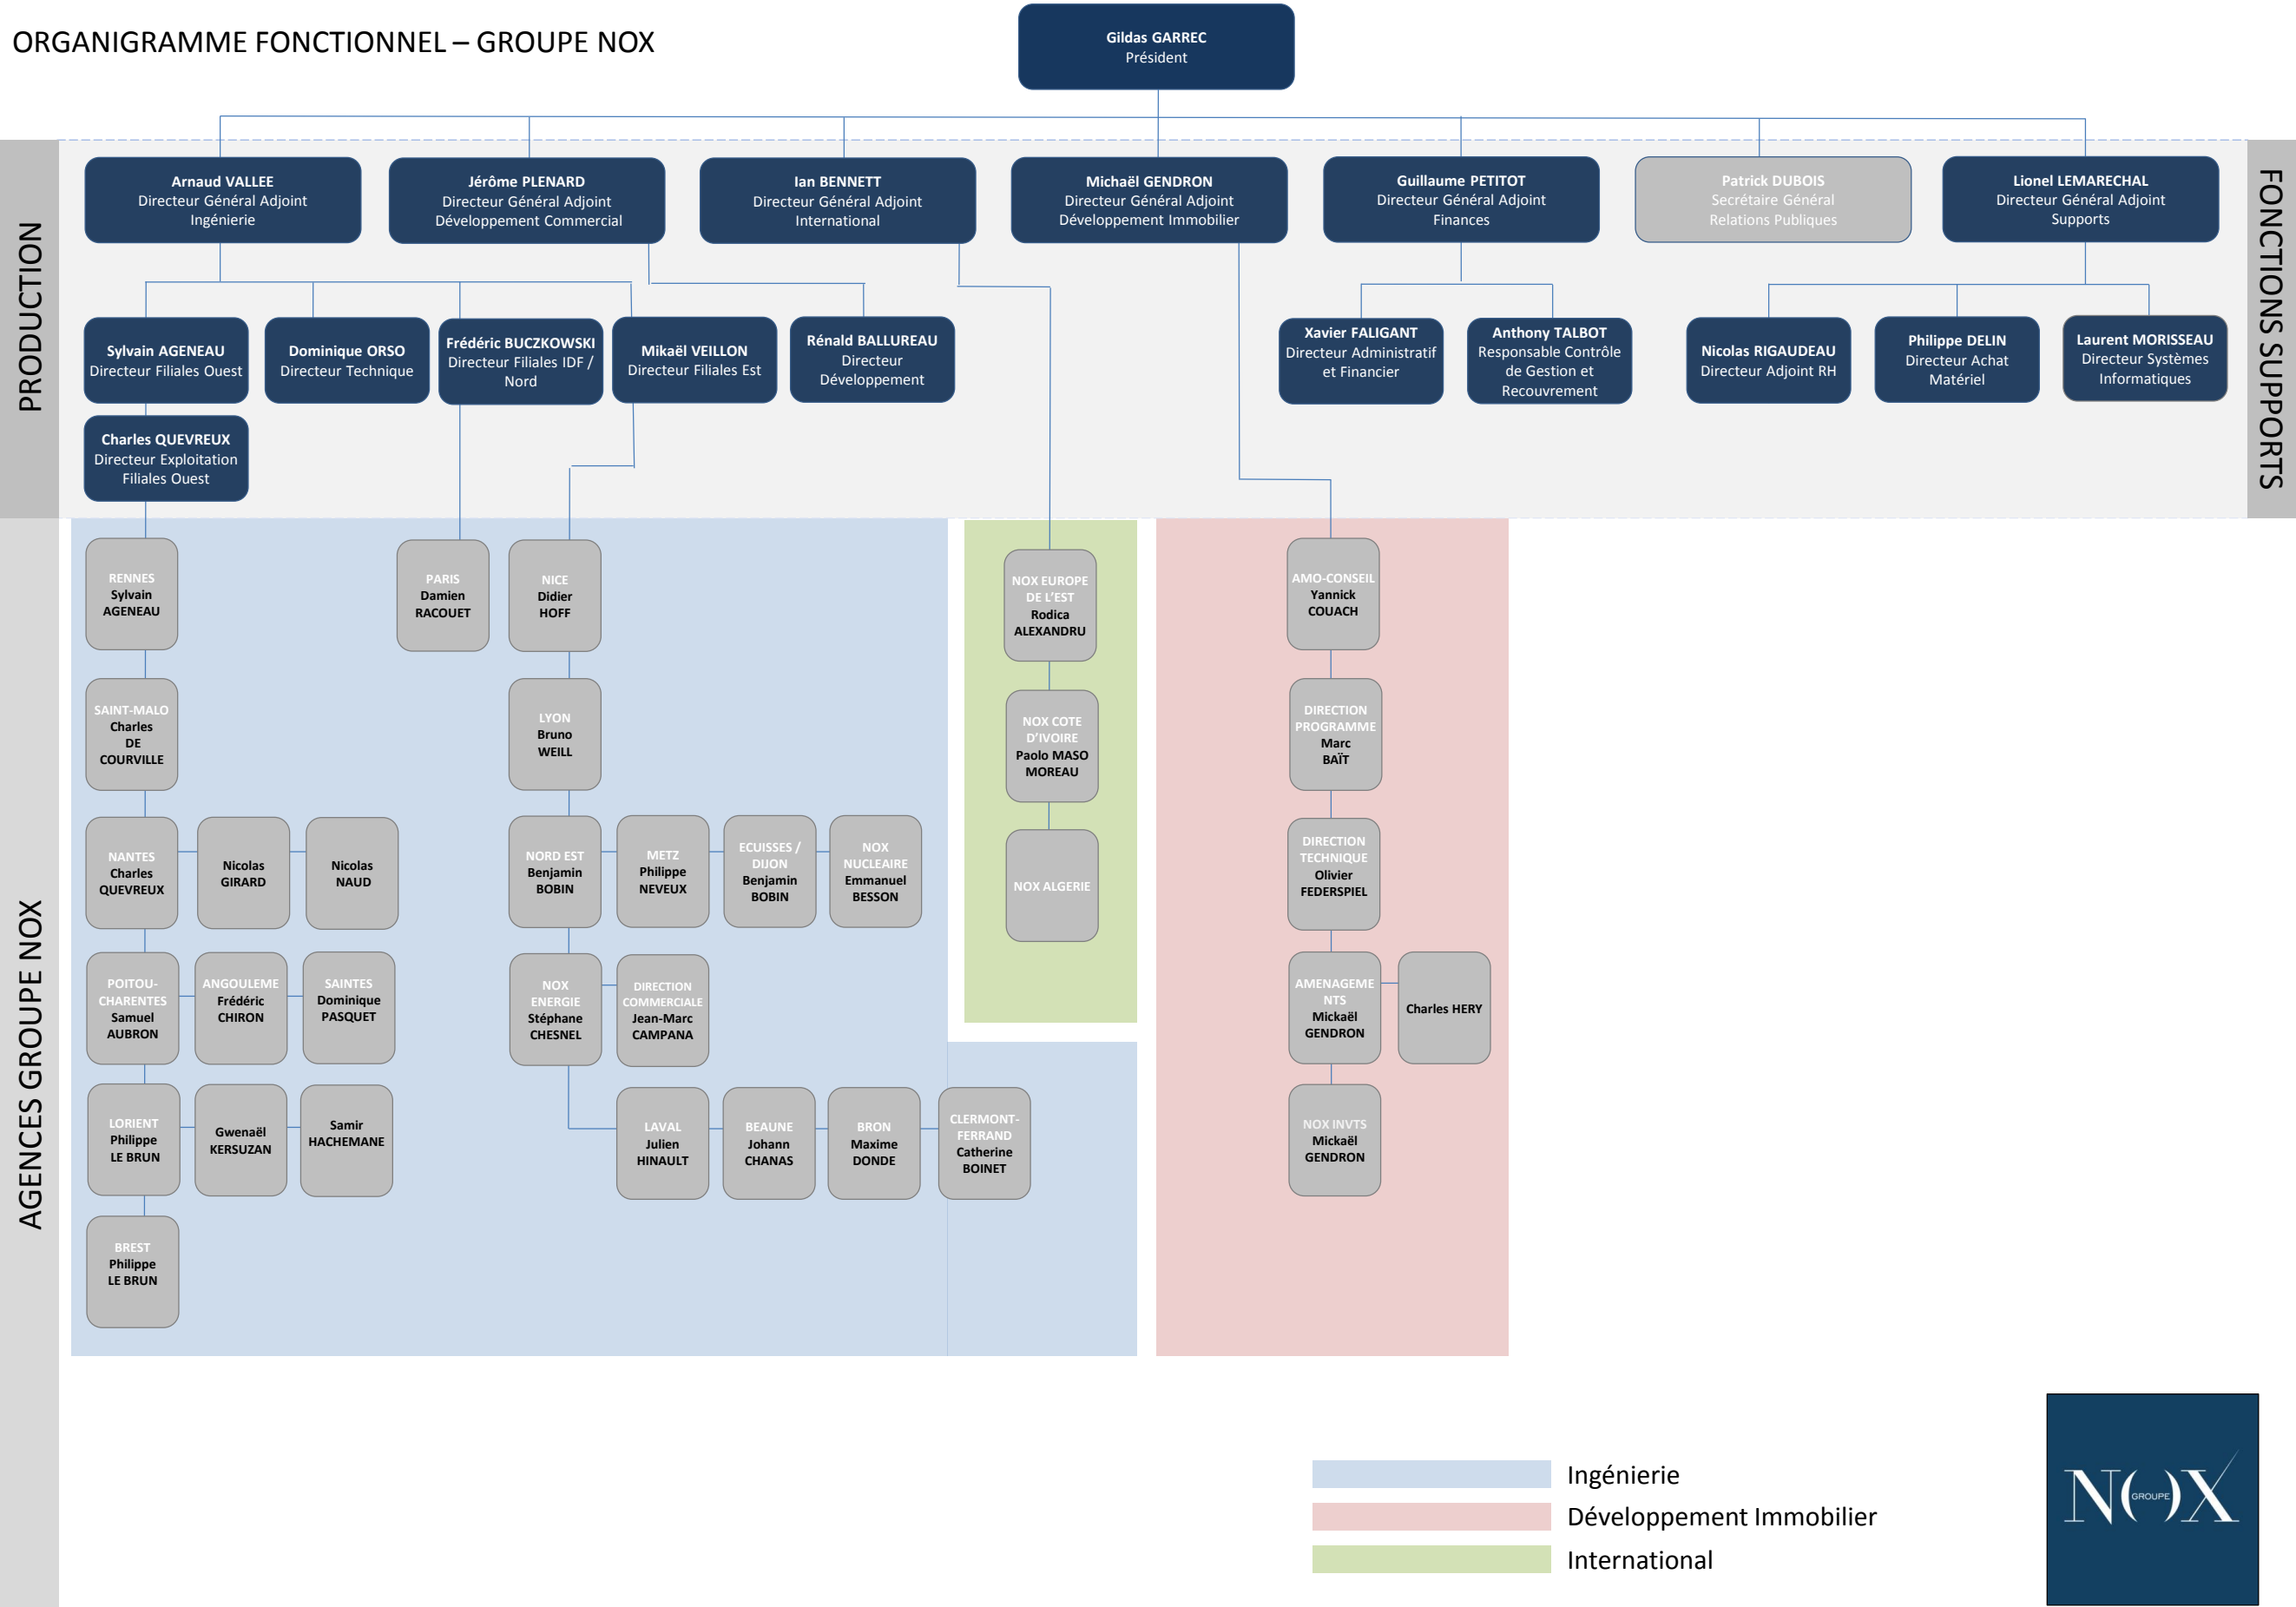 ORGANIGRAMME FONCTIONNEL – GROUPE NOX
Gildas GARREC
Président
PRODUCTION
FONCTIONS SUPPORTS
Arnaud VALLEE
Directeur Général Adjoint
Ingénierie
Jérôme PLENARD
Directeur Général Adjoint
Développement Commercial
Ian BENNETT
Directeur Général Adjoint
International
Michaël GENDRON
Directeur Général Adjoint
Développement Immobilier
Guillaume PETITOT
Directeur Général Adjoint
Finances
Patrick DUBOIS
Secrétaire Général
Relations Publiques
Lionel LEMARECHAL
Directeur Général Adjoint
Supports
Sylvain AGENEAU
Directeur Filiales Ouest
Dominique ORSO
Directeur Technique
Frédéric BUCZKOWSKI
Directeur Filiales IDF /
Nord
Mikaël VEILLON
Directeur Filiales Est
Rénald BALLUREAU
Directeur
Développement
Xavier FALIGANT
Directeur Administratif
et Financier
Anthony TALBOT
Responsable Contrôle
de Gestion et
Recouvrement
Nicolas RIGAUDEAU
Directeur Adjoint RH
Philippe DELIN
Directeur Achat
Matériel
Laurent MORISSEAU
Directeur Systèmes
Informatiques
Charles QUEVREUX
Directeur Exploitation
Filiales Ouest
AGENCES GROUPE NOX
RENNES
Sylvain
AGENEAU
PARIS
Damien
RACOUET
NICE
Didier
HOFF
NOX EUROPE
DE L'EST
Rodica
ALEXANDRU
AMO-CONSEIL
Yannick
COUACH
SAINT-MALO
Charles
DE
COURVILLE
LYON
Bruno
WEILL
NOX COTE
D'IVOIRE
Paolo MASO
MOREAU
DIRECTION
PROGRAMME
Marc
BAÏT
NANTES
Charles
QUEVREUX
Nicolas
GIRARD
Nicolas
NAUD
NORD EST
Benjamin
BOBIN
METZ
Philippe
NEVEUX
ECUISSES /
DIJON
Benjamin
BOBIN
NOX
NUCLEAIRE
Emmanuel
BESSON
NOX ALGERIE
DIRECTION
TECHNIQUE
Olivier
FEDERSPIEL
POITOU-
CHARENTES
Samuel
AUBRON
ANGOULEME
Frédéric
CHIRON
SAINTES
Dominique
PASQUET
NOX
ENERGIE
Stéphane
CHESNEL
DIRECTION
COMMERCIALE
Jean-Marc
CAMPANA
AMENAGEME
NTS
Mickaël
GENDRON
Charles HERY
LORIENT
Philippe
LE BRUN
Gwenaël
KERSUZAN
Samir
HACHEMANE
LAVAL
Julien
HINAULT
BEAUNE
Johann
CHANAS
BRON
Maxime
DONDE
CLERMONT-
FERRAND
Catherine
BOINET
NOX INVTS
Mickaël
GENDRON
BREST
Philippe
LE BRUN
Ingénierie
Développement Immobilier
International
NOX
GROUPE